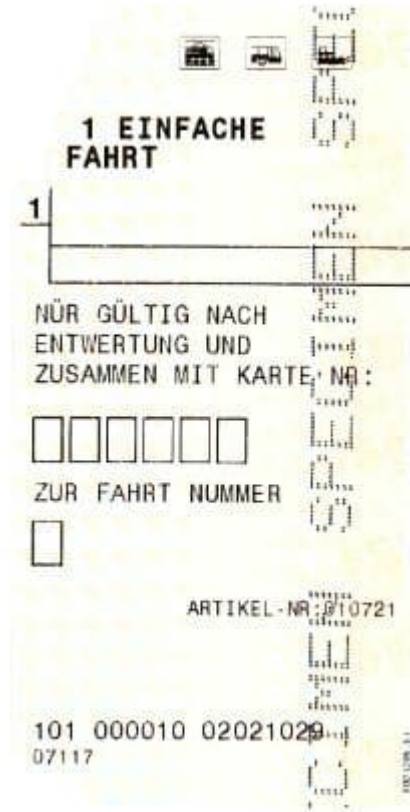 1 EINFACHE
FAHRT
1
NÜR GÜLTIG NACH
ENTWERTUNG UND
ZUSAMMEN MIT KARTE NR:
ZUR FAHRT NUMMER
ARTIKEL-NR:010721
101 000010 02021029
07117